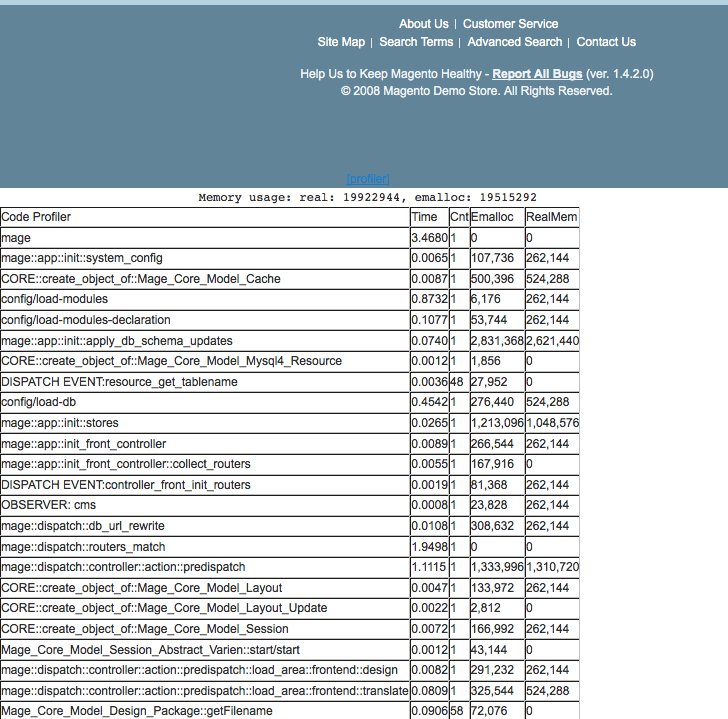 About Us | Customer Service
Site Map | Search Terms | Advanced Search | Contact Us
Help Us to Keep Magento Healthy - Report All Bugs (ver. 1.4.2.0)
© 2008 Magento Demo Store. All Rights Reserved.
[profiler]
Memory usage: real: 19922944, emalloc: 19515292
Code Profiler Time Cnt Emalloc RealMem
mage 3.4680 1 0 0
mage::app::init::system_config 0.0065 1 107,736 262,144
CORE::create_object_of::Mage_Core_Model_Cache 0.0087 1 500,396 524,288
config/load-modules 0.8732 1 6,176 262,144
config/load-modules-declaration 0.1077 1 53,744 262,144
mage::app::init::apply_db_schema_updates 0.0740 1 2,831,368 2,621,440
CORE::create_object_of::Mage_Core_Model_Mysql4_Resource 0.0012 1 1,856 0
DISPATCH EVENT:resource_get_tablename 0.0036 48 27,952 0
config/load-db 0.4542 1 276,440 524,288
mage::app::init::stores 0.0265 1 1,213,096 1,048,576
mage::app::init_front_controller 0.0089 1 266,544 262,144
mage::app::init_front_controller::collect_routers 0.0055 1 167,916 0
DISPATCH EVENT:controller_front_init_routers 0.0019 1 81,368 262,144
OBSERVER: cms 0.0008 1 23,828 262,144
mage::dispatch::db_url_rewrite 0.0108 1 308,632 262,144
mage::dispatch::routers_match 1.9498 1 0 0
mage::dispatch::controller::action::predispatch 1.1115 1 1,333,996 1,310,720
CORE::create_object_of::Mage_Core_Model_Layout 0.0047 1 133,972 262,144
CORE::create_object_of::Mage_Core_Model_Layout_Update 0.0022 1 2,812 0
CORE::create_object_of::Mage_Core_Model_Session 0.0072 1 166,992 262,144
Mage_Core_Model_Session_Abstract_Varien::start/start 0.0012 1 43,144 0
mage::dispatch::controller::action::predispatch::load_area::frontend::design 0.0082 1 291,232 262,144
mage::dispatch::controller::action::predispatch::load_area::frontend::translate 0.0809 1 325,544 524,288
Mage_Core_Model_Design_Package::getFilename 0.0906 58 72,076 0